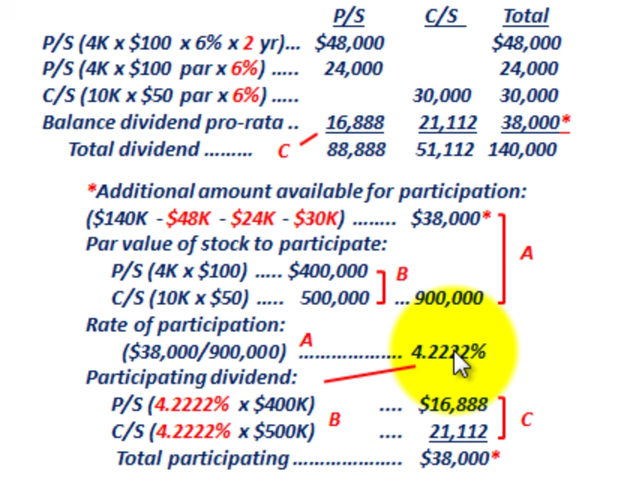 P/S C/S Total
P/S (4K x $100 x 6% x 2 yr)... $48,000 $48,000
P/S (4K x $100 par x 6%) ..... 24,000 24,000
C/S (10K x $50 par x 6%) ..... 30,000 30,000
Balance dividend pro-rata .. 16,888 21,112 38,000*
Total dividend ......... C 88,888 51,112 140,000
*Additional amount available for participation:
($140K - $48K - $24K - $30K) ........ $38,000*
Par value of stock to participate: A
P/S (4K x $100) ..... $400,000 B
C/S (10K x $50) ..... 500,000 ... 900,000
Rate of participation:
($38,000/900,000) A .................... 4.2222%
Participating dividend:
P/S (4.2222% x $400K) .... $16,888
B C
C/S (4.2222% x $500K) .... 21,112
Total participating ..................... $38,000*